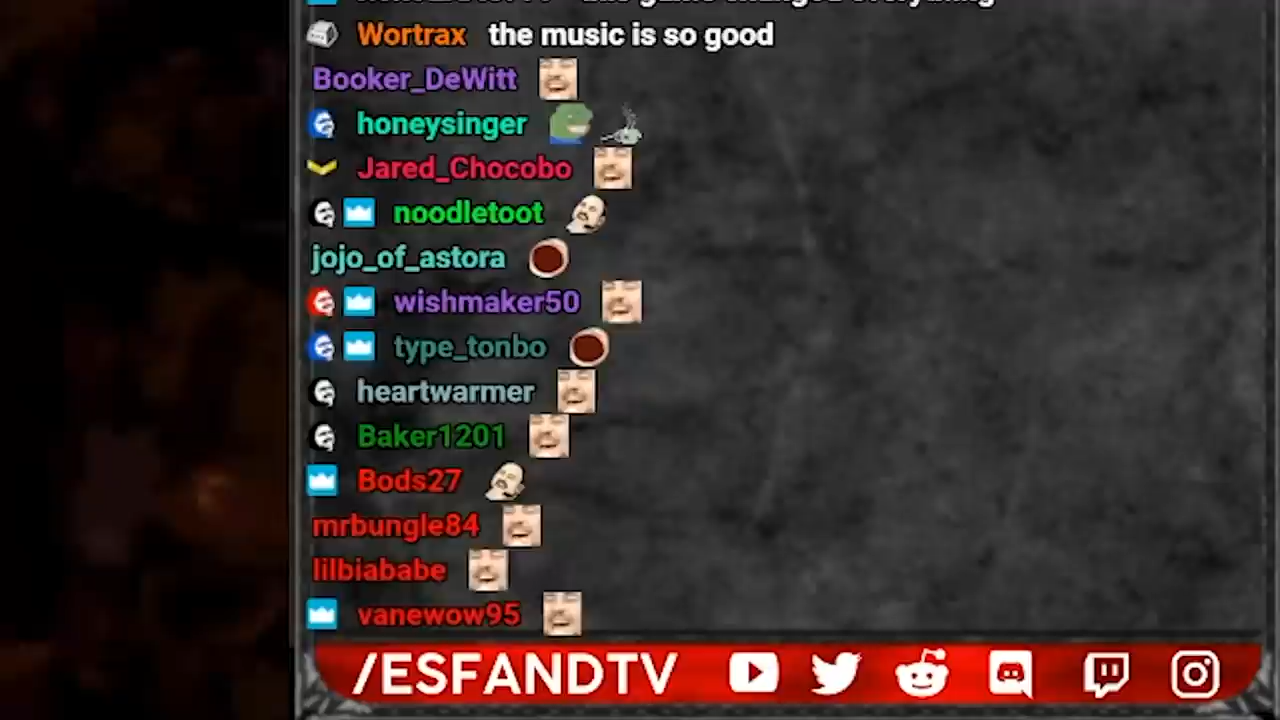 Wortrax the music is so good
Booker_DeWitt
honeysinger
Jared_Chocobo
noodletoot
jojo_of_astora
wishmaker50
type_tonbo
heartwarmer
Baker1201
Bods27
mrbungle84
lilbiababe
vanewow95
/ESFANDTV